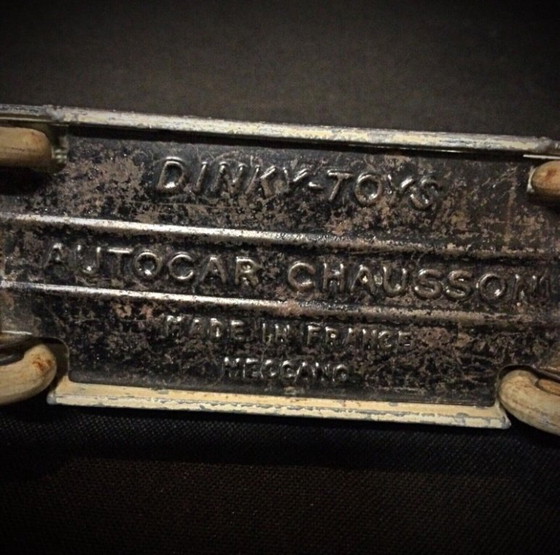 DINKY-TOYS
AUTOCAR CHAUSSON
MADE IN FRANCE
MECCANO